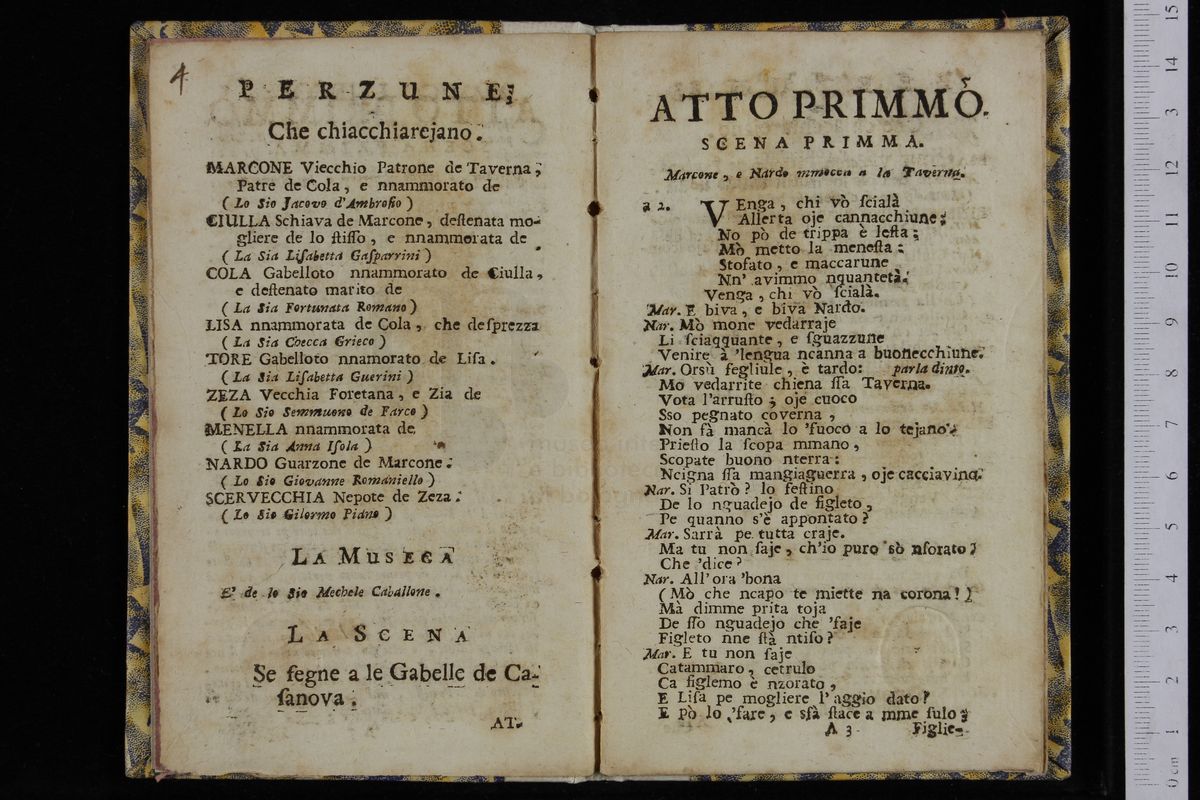 4
PERZUNE;
Che chiacchiarejano.
MARCONE Viecchio Patrone de Taverna;
Patre de Cola, e nnammorato de
( Lo Sio Jacovo d'Ambrosio )
CIULLA Schiava de Marcone, deſtenata mo-
gliere de lo ſtiſſo, e nnammorata de
( La Sia Liſabetta Gaſparrini )
COLA Gabelloto nnammorato de Ciulla,
e deſtenato marito de
( La Sia Fortunata Romano )
LISA nnammorata de Cola, che deſprezza
( La Sia Checca Grieco )
TORE Gabelloto nnamorato de Liſa.
( La Sia Liſabetta Guerini )
ZEZA Vecchia Foretana, e Zia de
( Lo Sio Semmuono de Farco )
MENELLA nnammorata de
( La Sia Anna Iſola )
NARDO Guarzone de Marcone.
( Lo Sio Giovanne Romaniello )
SCERVECCHIA Nepote de Zeza.
( Lo Sio Gilormo Piano )
LA MUSECA
E' de lo Sio Mechele Caballone.
LA SCENA
Se fegne a le Gabelle de Ca-
ſanova.
AT-
ATTO PRIMMO.
SCENA PRIMMA.
Marcone, e Nardo mmocca a la Taverna.
a 2. VEnga, chi vò ſcialà
Allerta oje cannacchiune;
No pò de trippa è leſta;
Mò metto la meneſta:
Stofato, e maccarune
Nn' avimmo nquantetà.
Venga, chi vò ſcialà.
Mar. E biva, e biva Nardo.
Nar. Mò mone vedarraje
Li ſciaqquante, e ſguazzune
Venire à 'lengua ncanna a buonecchiune.
Mar. Orsù fegliule, è tardo: parla dinto.
Mo vedarrite chiena ſſa Taverna.
Vota l'arruſto; oje cuoco
Sso pegnato coverna,
Non fà mancà lo 'fuoco a lo tejano.
Prieſto la ſcopa mmano,
Scopate buono nterra:
Ncigna ſſa mangiaguerra, oje cacciavino.
Nar. Si Patrò? lo feſtino
De lo nguadejo de figleto,
Pe quanno s'è appontato?
Mar. Sarrà pe tutta craje.
Ma tu non ſaje, ch'io puro sò nſorato?
Che 'dice?
Nar. All'ora 'bona
(Mò che ncapo te miette na corona!)
Mà dimme prita toja
De ſſo nguadejo che 'faje
Figleto nne ſtà ntiſo?
Mar. E tu non ſaje
Catammaro, cetrulo
Ca figlemo è nzorato,
E Liſa pe mogliere l'aggio dato?
E pò lo 'fare, e sfà ſtace a mme ſulo;
A 3 Figlie-